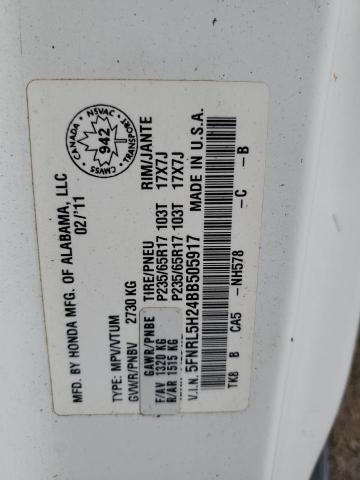 MFD. BY HONDA MFG. OF ALABAMA, LLC
02/'11
CANADA NSVAC
942
CMVSS TRANSPORT
TYPE: MPV/VTUM
GVWR/PNBV 2730 KG
GAWR/PNBE TIRE/PNEU RIM/JANTE
F/AV 1320 KG P235/65R17 103T 17X7J
R/AR 1515 KG P235/65R17 103T 17X7J
V.I.N. 5FNRL5H24BB505917 MADE IN U.S.A.
TK8 B CA5 -NH578 -C -B